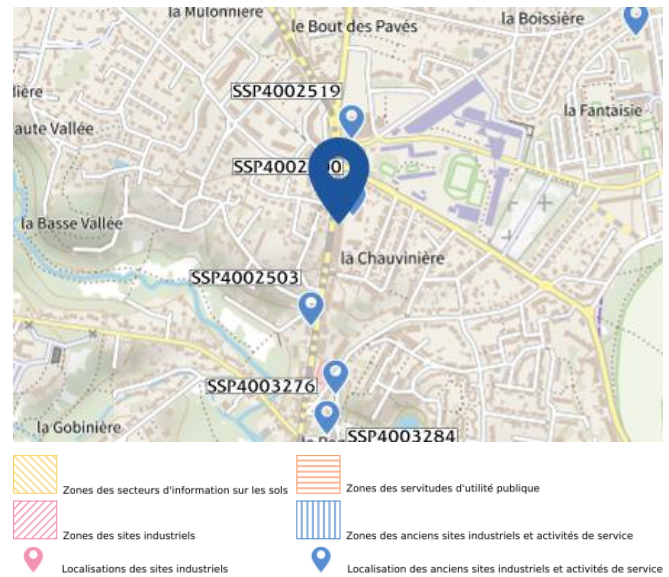 la Mulonnière
le Bout des Pavés
la Boissière
SSP4002519
la Fantaisie
aute Vallée
la Basse Vallée
la Chauvinière
SSP4002503
SSP4003276
la Gobinière
SSP4003284
Zones des secteurs d'information sur les sols
Zones des servitudes d'utilité publique
Zones des sites industriels
Zones des anciens sites industriels et activités de service
Localisations des sites industriels
Localisation des anciens sites industriels et activités de service